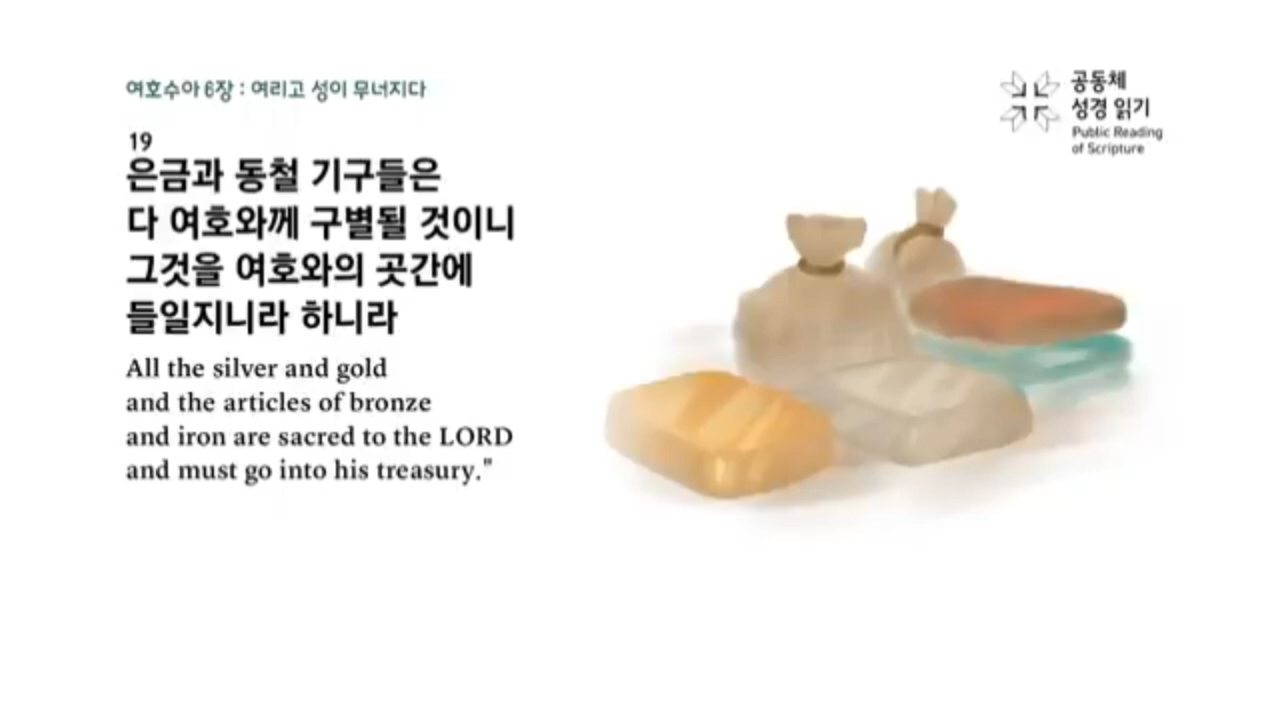 여호수아 6장 : 여리고 성이 무너지다
19
은금과 동철 기구들은
다 여호와께 구별될 것이니
그것을 여호와의 곳간에
들일지니라 하니라
All the silver and gold
and the articles of bronze
and iron are sacred to the LORD
and must go into his treasury."
공동체
성경 읽기
Public Reading
of Scripture